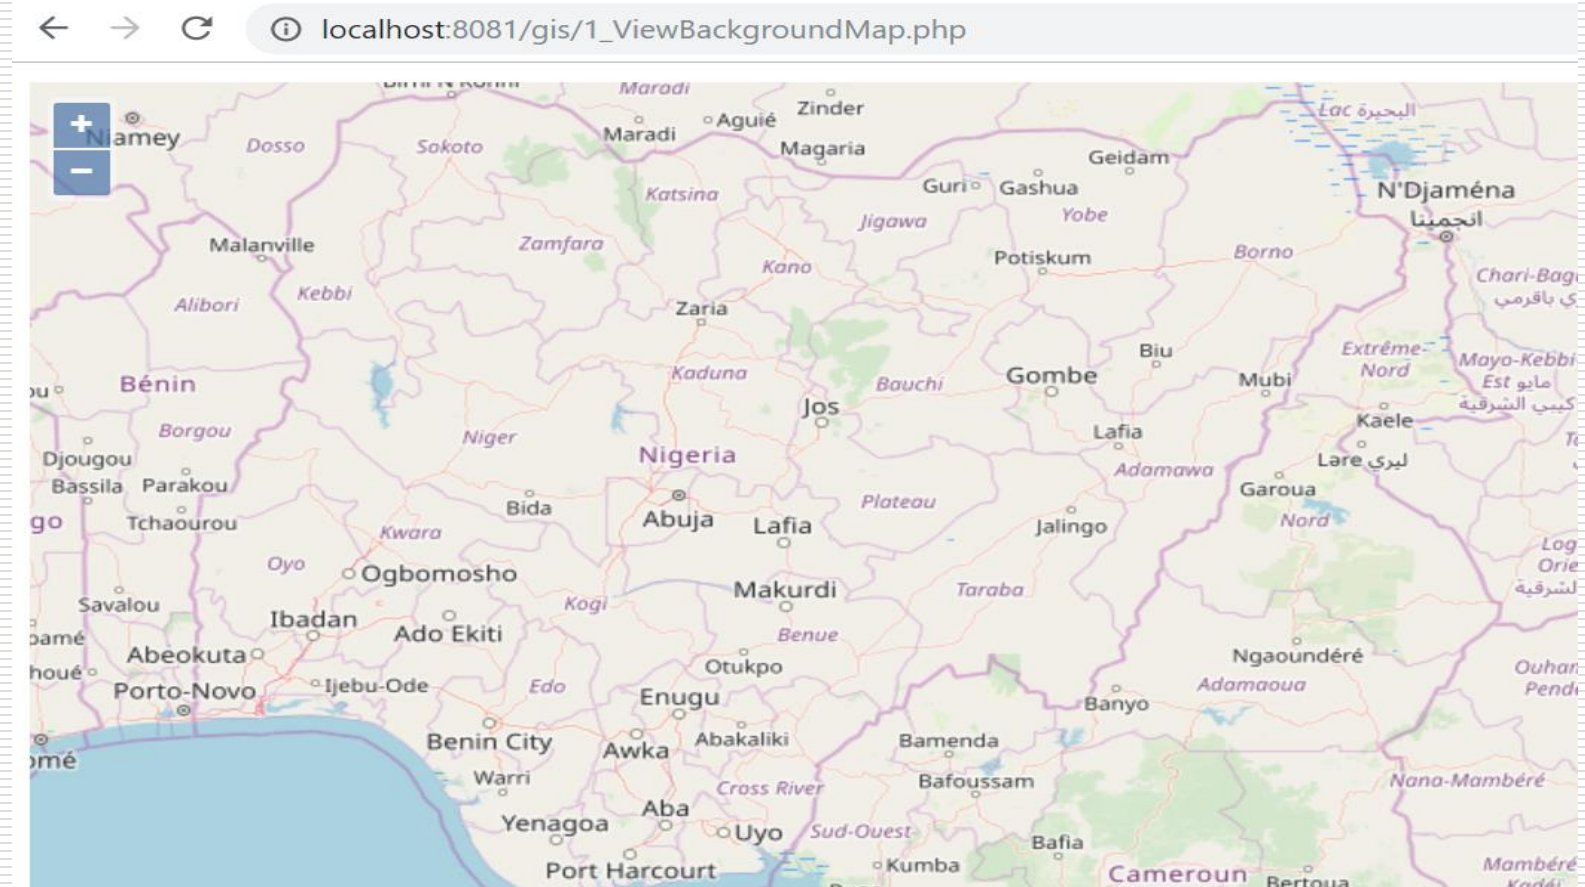 localhost:8081/gis/1_ViewBackgroundMap.php
Maradi
Zinder
Lac البحيرة
+
Niamey
Aguié
Maradi
Dosso
Sokoto
Magaria
Geidam
−
Katsina
Guri
Gashua
N'Djaména
انجمينا
Jigawa
Yobe
Malanville
Zamfara
Potiskum
Borno
Kano
Alibori
Kebbi
Zaria
Extrême-
Nord
Biu
Bénin
Kaduna
Bauchi
Gombe
Mubi
Mayo-Kebbi
Est مايو
كيبي الشرقية
Jos
Kaele
Borgou
Niger
Lafia
Djougou
Nigeria
Adamawa
Lare ليري
Bassila
Parakou
Garoua
Tchaourou
Bida
Abuja
Lafia
Plateau
Jalingo
Nord
Kwara
Oyo
Ogbomosho
Makurdi
Taraba
Savalou
Ibadan
Ado Ekiti
Kogi
Benue
Abeokuta
Otukpo
Ngaoundéré
Porto-Novo
Ijebu-Ode
Edo
Enugu
Banyo
Adamaoua
Benin City
Awka
Abakaliki
Bamenda
Warri
Cross River
Bafoussam
Nana-Mambéré
Yenagoa
Aba
Uyo
Sud-Ouest
Bafia
Port Harcourt
Kumba
Cameroun
Bertoua